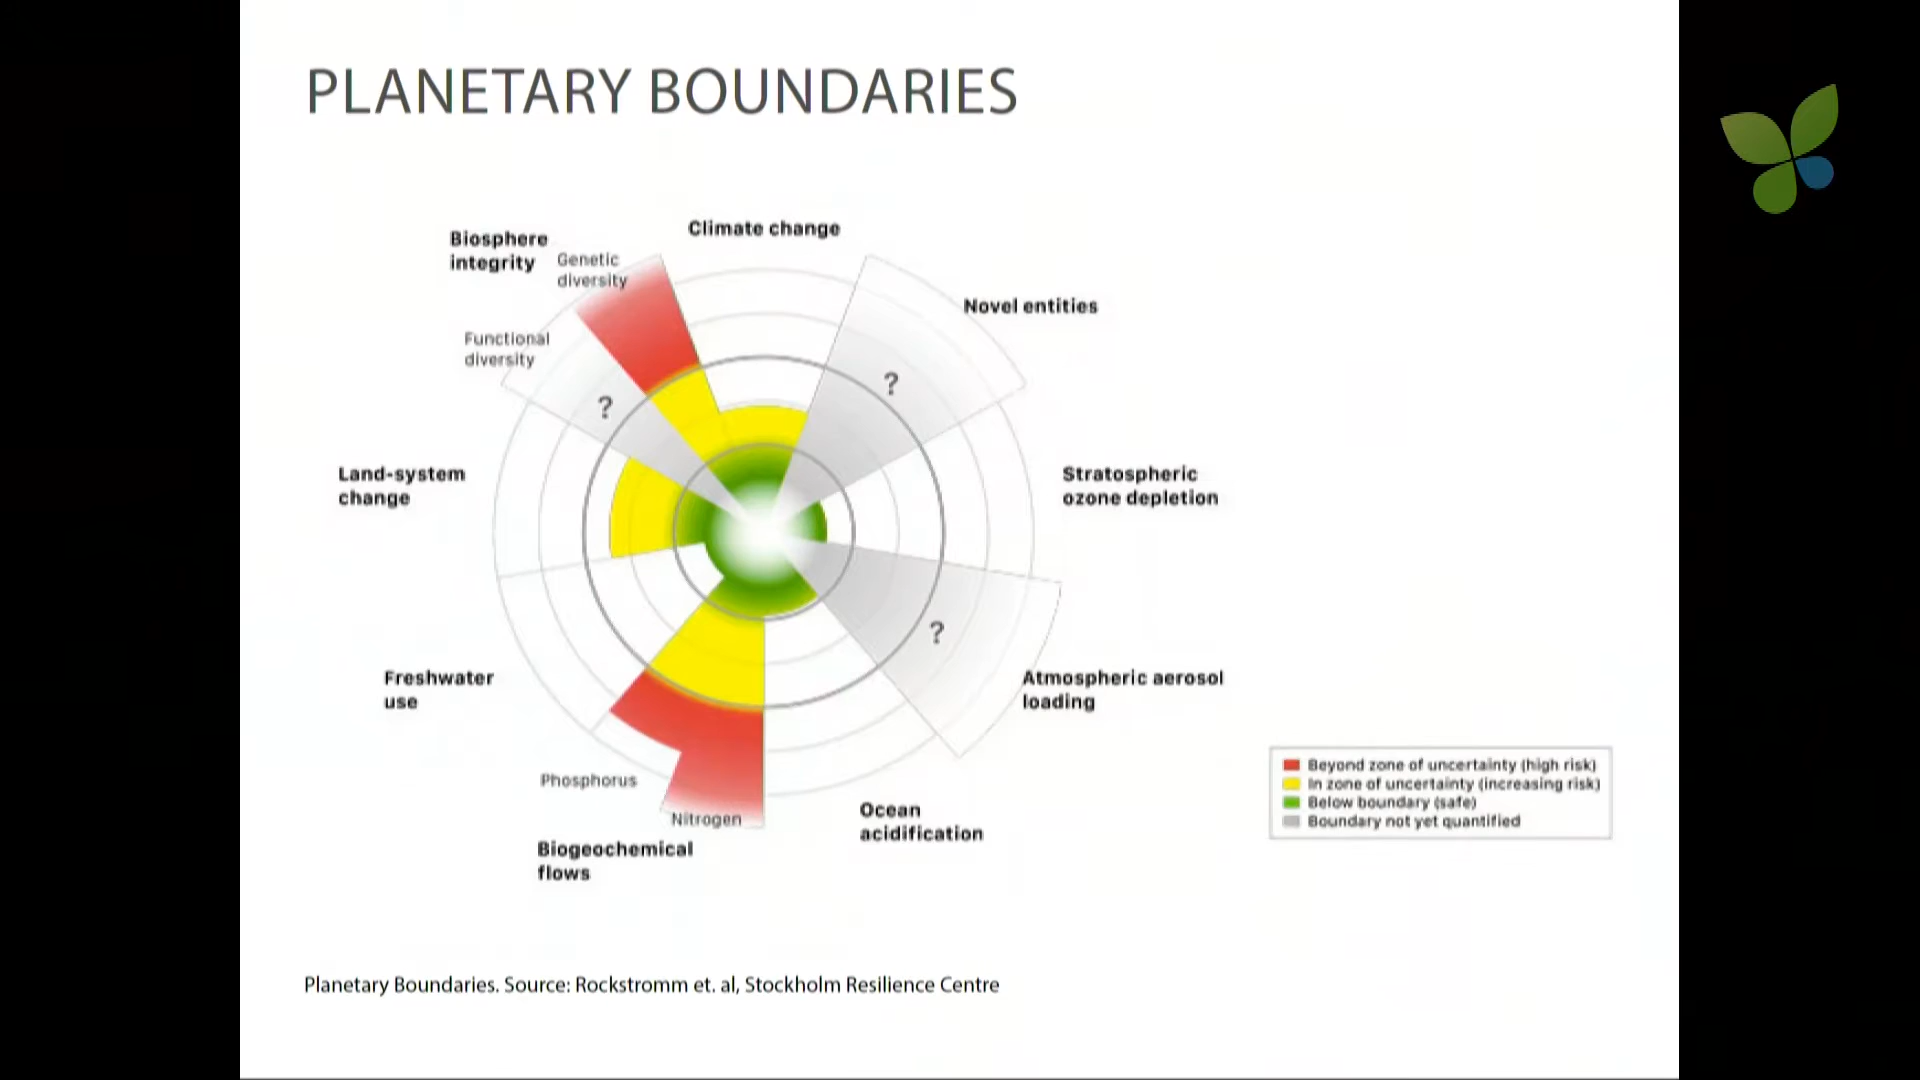 PLANETARY BOUNDARIES
Climate change
Biosphere
integrity
Genetic
diversity
Novel entities
Functional
diversity
?
?
Land-system
change
Stratospheric
ozone depletion
?
Freshwater
use
Atmospheric aerosol
loading
Phosphorus
Nitrogen
Ocean
acidification
Biogeochemical
flows
Beyond zone of uncertainty (high risk)
In zone of uncertainty (increasing risk)
Below boundary (safe)
Boundary not yet quantified
Planetary Boundaries. Source: Rockstromm et. al, Stockholm Resilience Centre